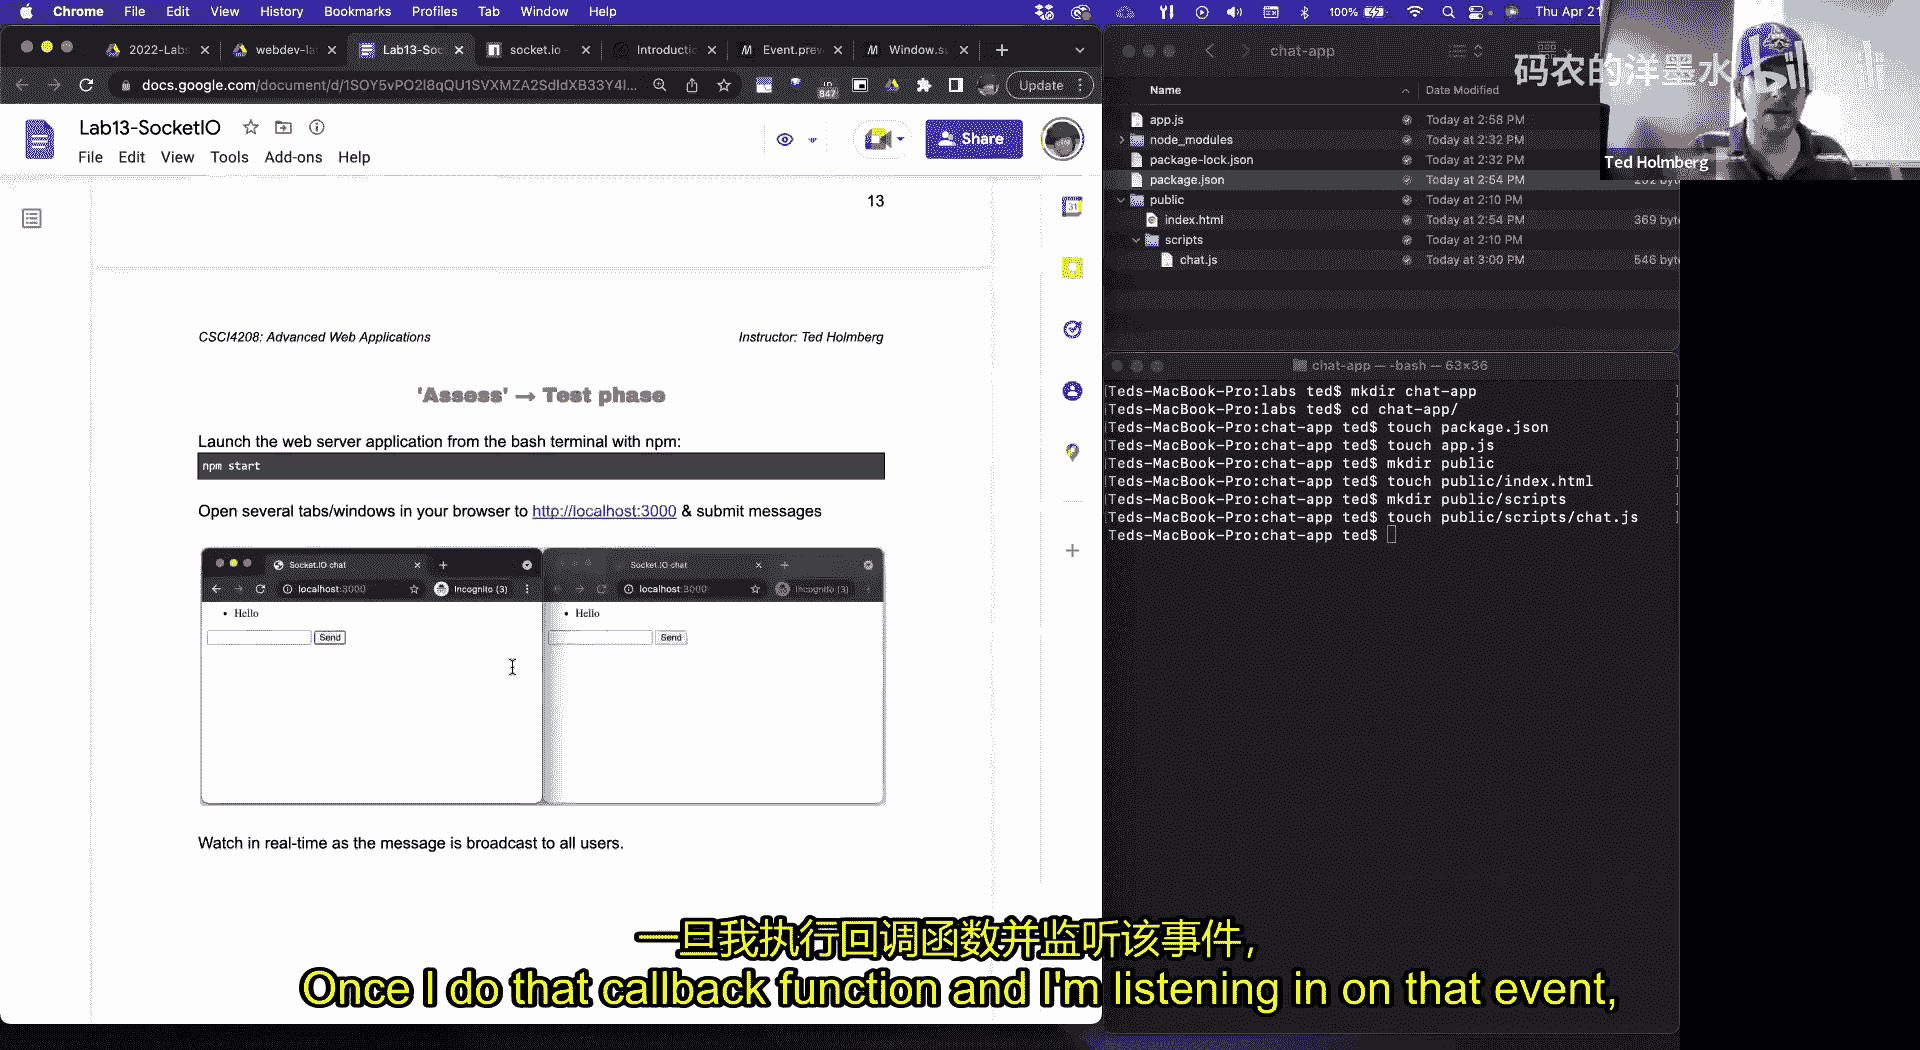 Chrome File Edit View History Bookmarks Profiles Tab Window Help
100%
Thu Apr 21
2022-Labs
webdev-la
Lab13-Soc
socket.io -
Introductic
Event.prev
Window.su
docs.google.com/document/d/1SOY5vPO2I8qQU1SVXMZA2SdIdXB33Y4I...
847
Update
Lab13-SocketIO
File Edit View Tools Add-ons Help
Share
31
13
CSCI4208: Advanced Web Applications
Instructor: Ted Holmberg
'Assess' → Test phase
Launch the web server application from the bash terminal with npm:
npm start
Open several tabs/windows in your browser to http://localhost:3000 & submit messages
Socket.IO chat
localhost:3000
Incognito (3)
• Hello
Send
Socket.IO chat
localhost:3000
Incognito (3)
• Hello
Send
Watch in real-time as the message is broadcast to all users.
chat-app
Name
Date Modified
app.js Today at 2:58 PM
node_modules Today at 2:32 PM
package-lock.json Today at 2:32 PM
package.json Today at 2:54 PM
public Today at 2:10 PM
index.html Today at 2:54 PM 369 byt
scripts Today at 2:10 PM
chat.js Today at 3:00 PM 546 byt
码农的洋墨水
bilibili
Ted Holmberg
chat-app — -bash — 63×36
Teds-MacBook-Pro:labs ted$ mkdir chat-app
Teds-MacBook-Pro:labs ted$ cd chat-app/
Teds-MacBook-Pro:chat-app ted$ touch package.json
Teds-MacBook-Pro:chat-app ted$ touch app.js
Teds-MacBook-Pro:chat-app ted$ mkdir public
Teds-MacBook-Pro:chat-app ted$ touch public/index.html
Teds-MacBook-Pro:chat-app ted$ mkdir public/scripts
Teds-MacBook-Pro:chat-app ted$ touch public/scripts/chat.js
Teds-MacBook-Pro:chat-app ted$
一旦我执行回调函数并监听该事件，
Once I do that callback function and I'm listening in on that event,